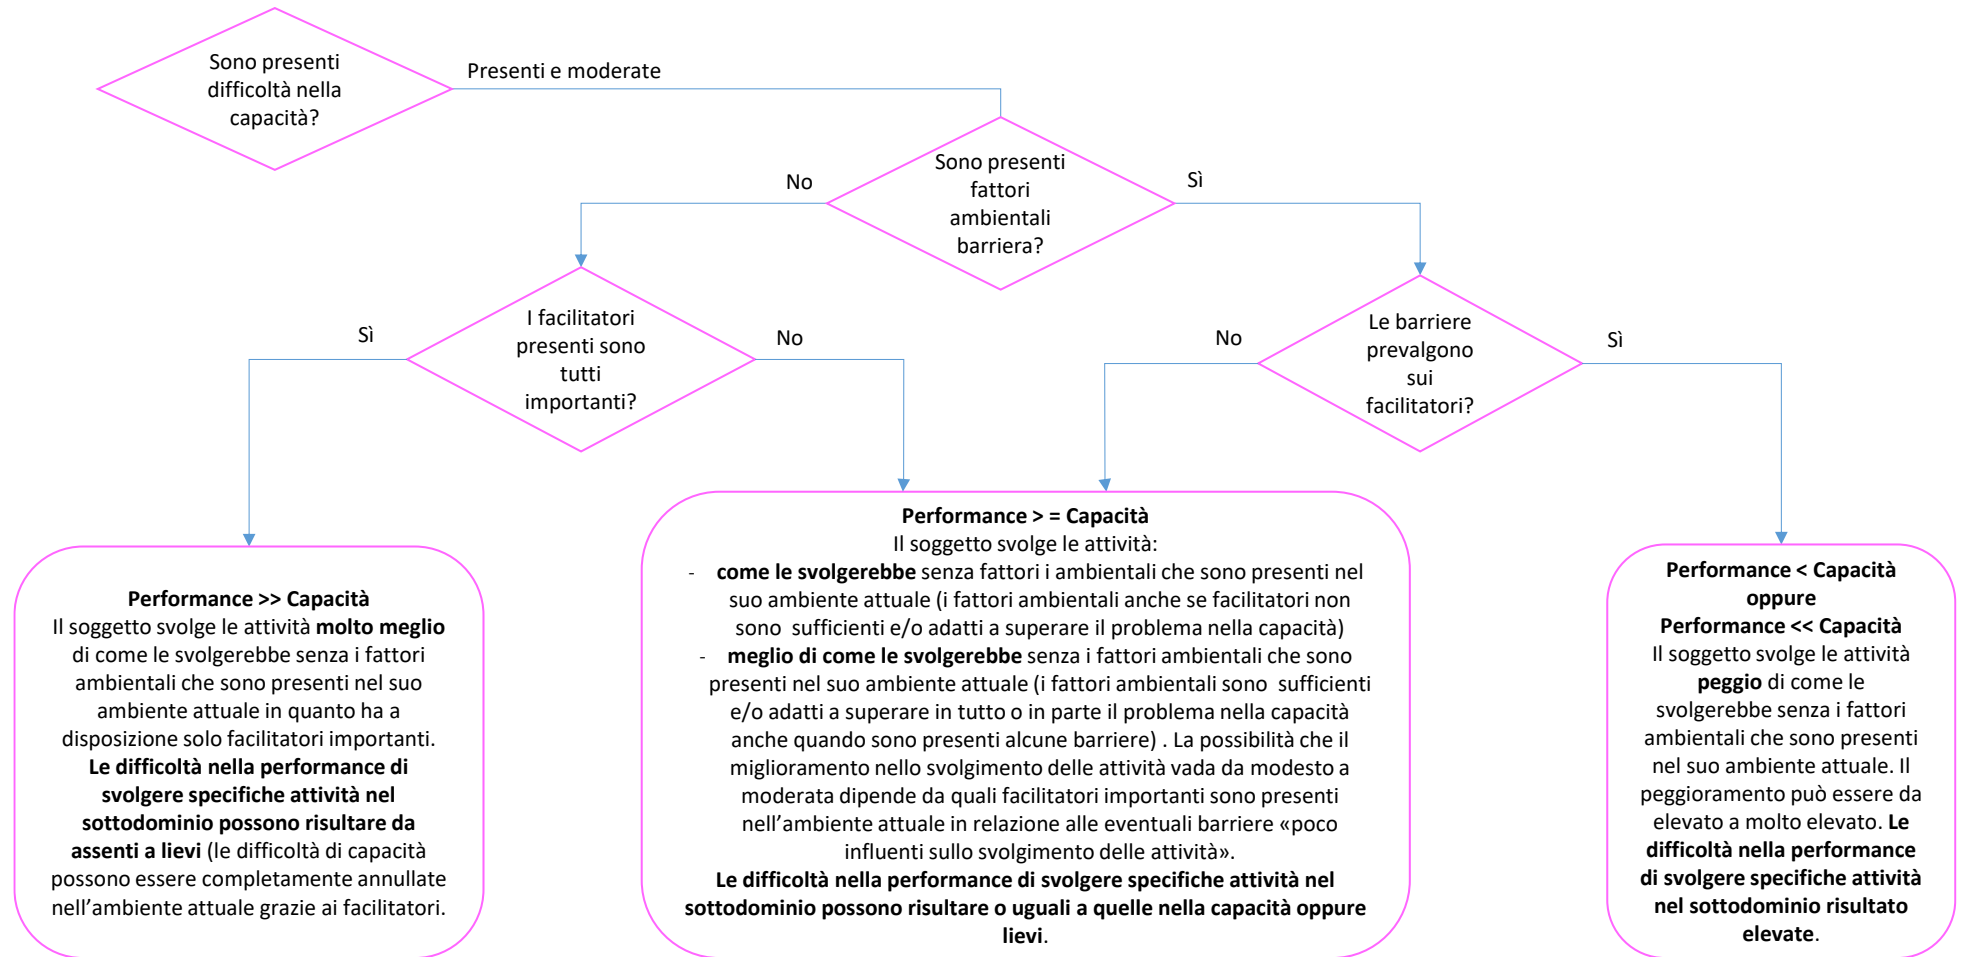 Sono presenti
difficoltà nella
capacità?
Presenti e moderate
Sono presenti
fattori
ambientali
barriera?
No
Sì
I facilitatori
presenti sono
tutti
importanti?
Sì
No
Le barriere
prevalgono
sui
facilitatori?
No
Sì
Performance >> Capacità
Il soggetto svolge le attività molto meglio
di come le svolgerebbe senza i fattori
ambientali che sono presenti nel suo
ambiente attuale in quanto ha a
disposizione solo facilitatori importanti.
Le difficoltà nella performance di
svolgere specifiche attività nel
sottodominio possono risultare da
assenti a lievi (le difficoltà di capacità
possono essere completamente annullate
nell’ambiente attuale grazie ai facilitatori.
Performance > = Capacità
Il soggetto svolge le attività:
- come le svolgerebbe senza fattori i ambientali che sono presenti nel
suo ambiente attuale (i fattori ambientali anche se facilitatori non
sono sufficienti e/o adatti a superare il problema nella capacità)
- meglio di come le svolgerebbe senza i fattori ambientali che sono
presenti nel suo ambiente attuale (i fattori ambientali sono sufficienti
e/o adatti a superare in tutto o in parte il problema nella capacità
anche quando sono presenti alcune barriere) . La possibilità che il
miglioramento nello svolgimento delle attività vada da modesto a
moderata dipende da quali facilitatori importanti sono presenti
nell’ambiente attuale in relazione alle eventuali barriere «poco
influenti sullo svolgimento delle attività».
Le difficoltà nella performance di svolgere specifiche attività nel
sottodominio possono risultare o uguali a quelle nella capacità oppure
lievi.
Performance < Capacità
oppure
Performance << Capacità
Il soggetto svolge le attività
peggio di come le
svolgerebbe senza i fattori
ambientali che sono presenti
nel suo ambiente attuale. Il
peggioramento può essere da
elevato a molto elevato. Le
difficoltà nella performance
di svolgere specifiche attività
nel sottodominio risultato
elevate.